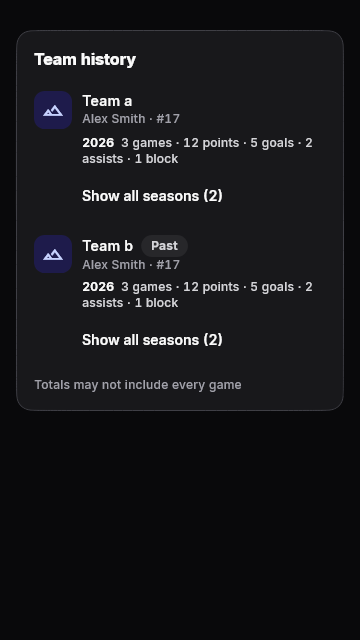 Team history
Team a
Alex Smith · #17
2026 3 games · 12 points · 5 goals · 2
assists · 1 block
Show all seasons (2)
Team b Past
Alex Smith · #17
2026 3 games · 12 points · 5 goals · 2
assists · 1 block
Show all seasons (2)
Totals may not include every game